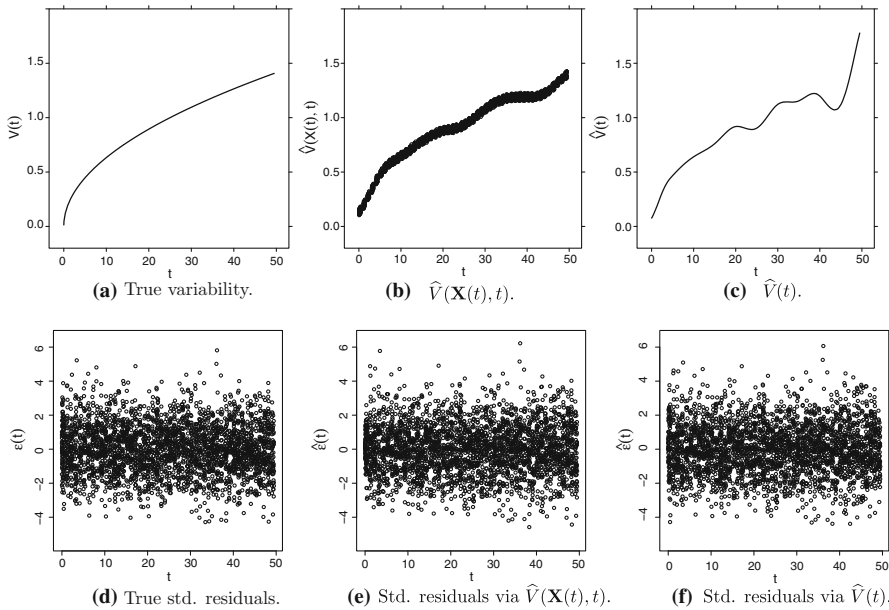 1.5
1.0
0.5
0.0
V(t)
0 10 20 30 40 50
t
(a) True variability.
1.5
1.0
0.5
0.0
V̂(X(t), t)
0 10 20 30 40 50
t
(b) V̂(X(t), t).
1.5
1.0
0.5
0.0
V̂(t)
0 10 20 30 40 50
t
(c) V̂(t).
6
4
2
0
−2
−4
ε(t)
0 10 20 30 40 50
t
(d) True std. residuals.
6
4
2
0
−2
−4
ε̂(t)
0 10 20 30 40 50
t
(e) Std. residuals via V̂(X(t), t).
6
4
2
0
−2
−4
ε̂(t)
0 10 20 30 40 50
t
(f) Std. residuals via V̂(t).